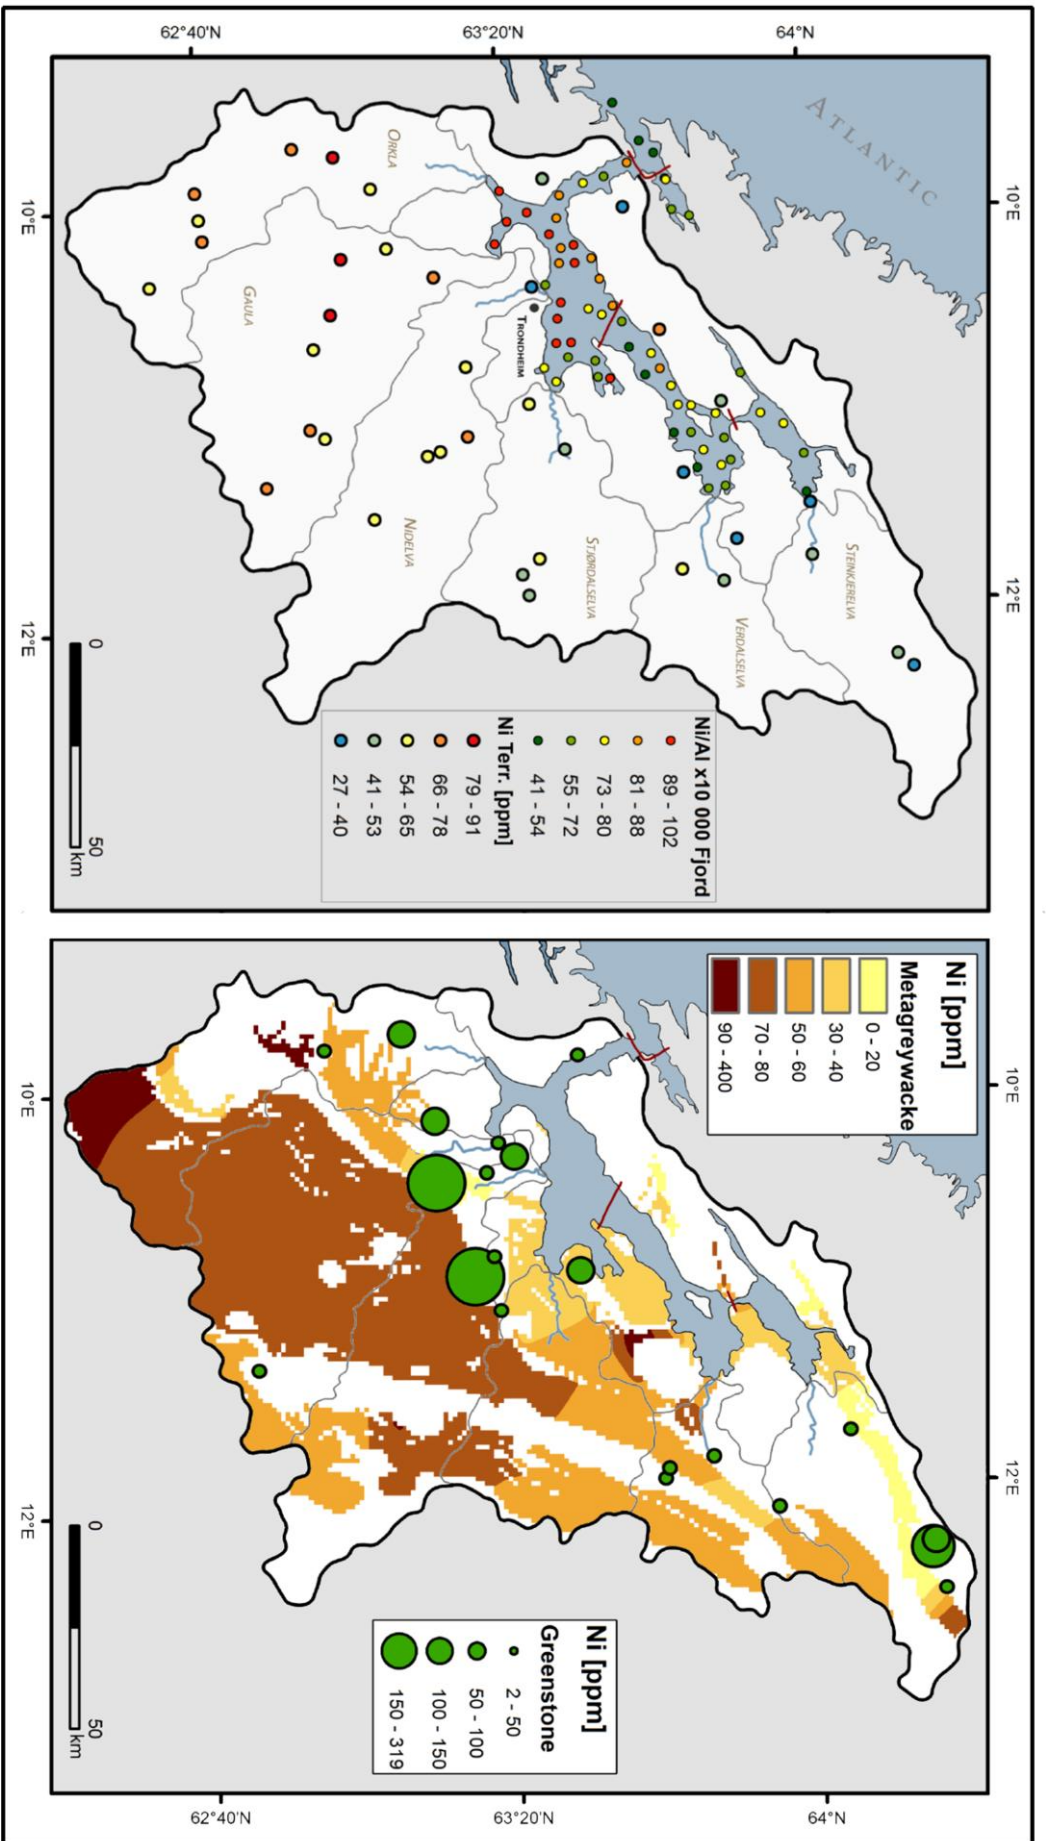 62°40'N
63°20'N
64°N
10°E
12°E
10°E
12°E
ATLANTIC
ORKLA
GAULA
TRONDHEIM
NIDELVA
STJØRDALSELVA
VERDALSELVA
STEINKJERELVA
Ni/Al x10 000 Fjord
89 - 102
81 - 88
73 - 80
55 - 72
41 - 54
Ni Terr. [ppm]
79 - 91
66 - 78
54 - 65
41 - 53
27 - 40
0
50
km
Ni [ppm]
Metagreywacke
0 - 20
30 - 40
50 - 60
70 - 80
90 - 400
10°E
12°E
10°E
12°E
Ni [ppm]
Greenstone
2 - 50
50 - 100
100 - 150
150 - 319
0
50
km
62°40'N
63°20'N
64°N